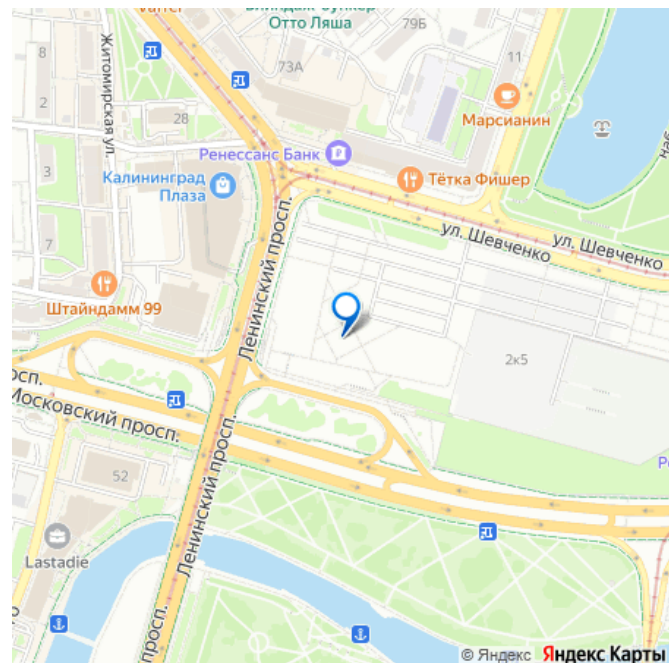 Отто Ляша
79Б
73А
11
8
2
28
3
7
Житомирская ул.
Марсианин
Ренессанс Банк
Калининград
Плаза
Тётка Фишер
ул. Шевченко
ул. Шевченко
Ленинский просп.
Штайндамм 99
2к5
Московский просп.
Ленинский просп.
52
Lastadie
просп.
© Яндекс Яндекс Карты